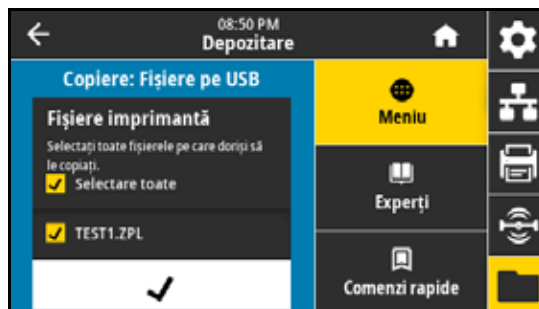 08:50 PM
Depozitare
Copiere: Fișiere pe USB
Fișiere imprimantă
Selectați toate fișierele pe care doriși să
le copiați.
Selectare toate
TEST1.ZPL
Meniu
Experți
Comenzi rapide